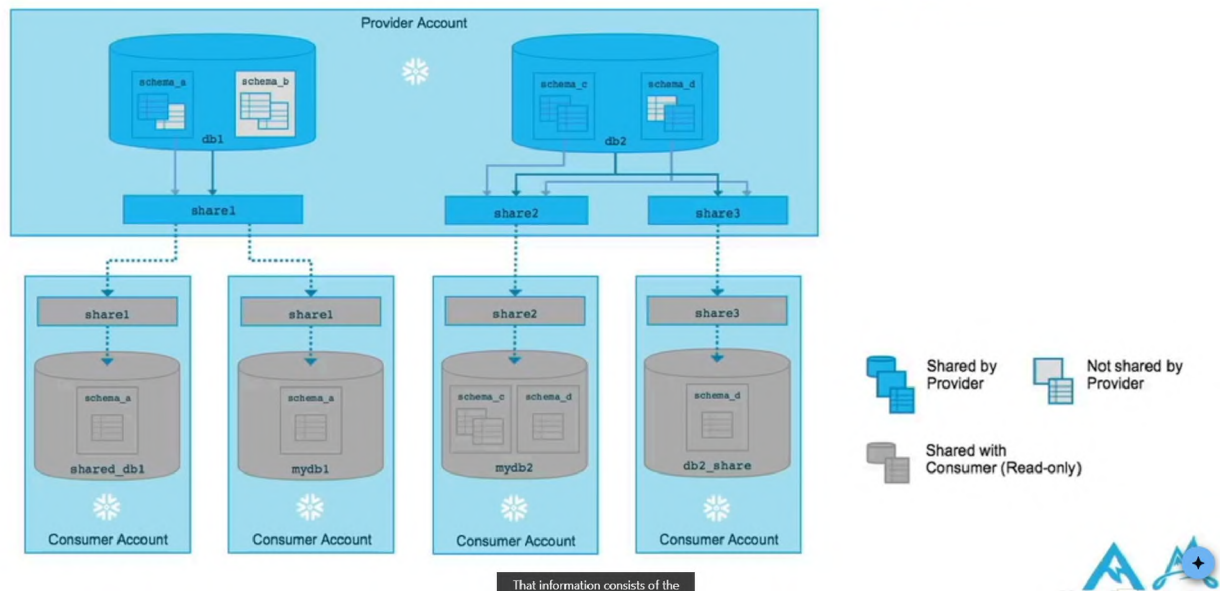 Provider Account
schema_a
schema_b
db1
schema_c
schema_d
db2
share1
share2
share3
share1
share1
share2
share3
schema_a
shared_db1
schema_a
mydb1
schema_c
schema_d
mydb2
schema_d
db2_share
Consumer Account
Consumer Account
Consumer Account
Consumer Account
Shared by
Provider
Not shared by
Provider
Shared with
Consumer (Read-only)
That information consists of the